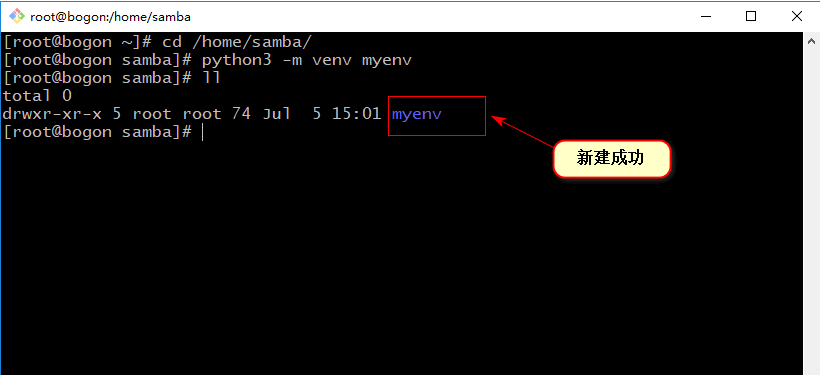 root@bogon:/home/samba
[root@bogon ~]# cd /home/samba/
[root@bogon samba]# python3 -m venv myenv
[root@bogon samba]# ll
total 0
drwxr-xr-x 5 root root 74 Jul  5 15:01 myenv
[root@bogon samba]#
新建成功